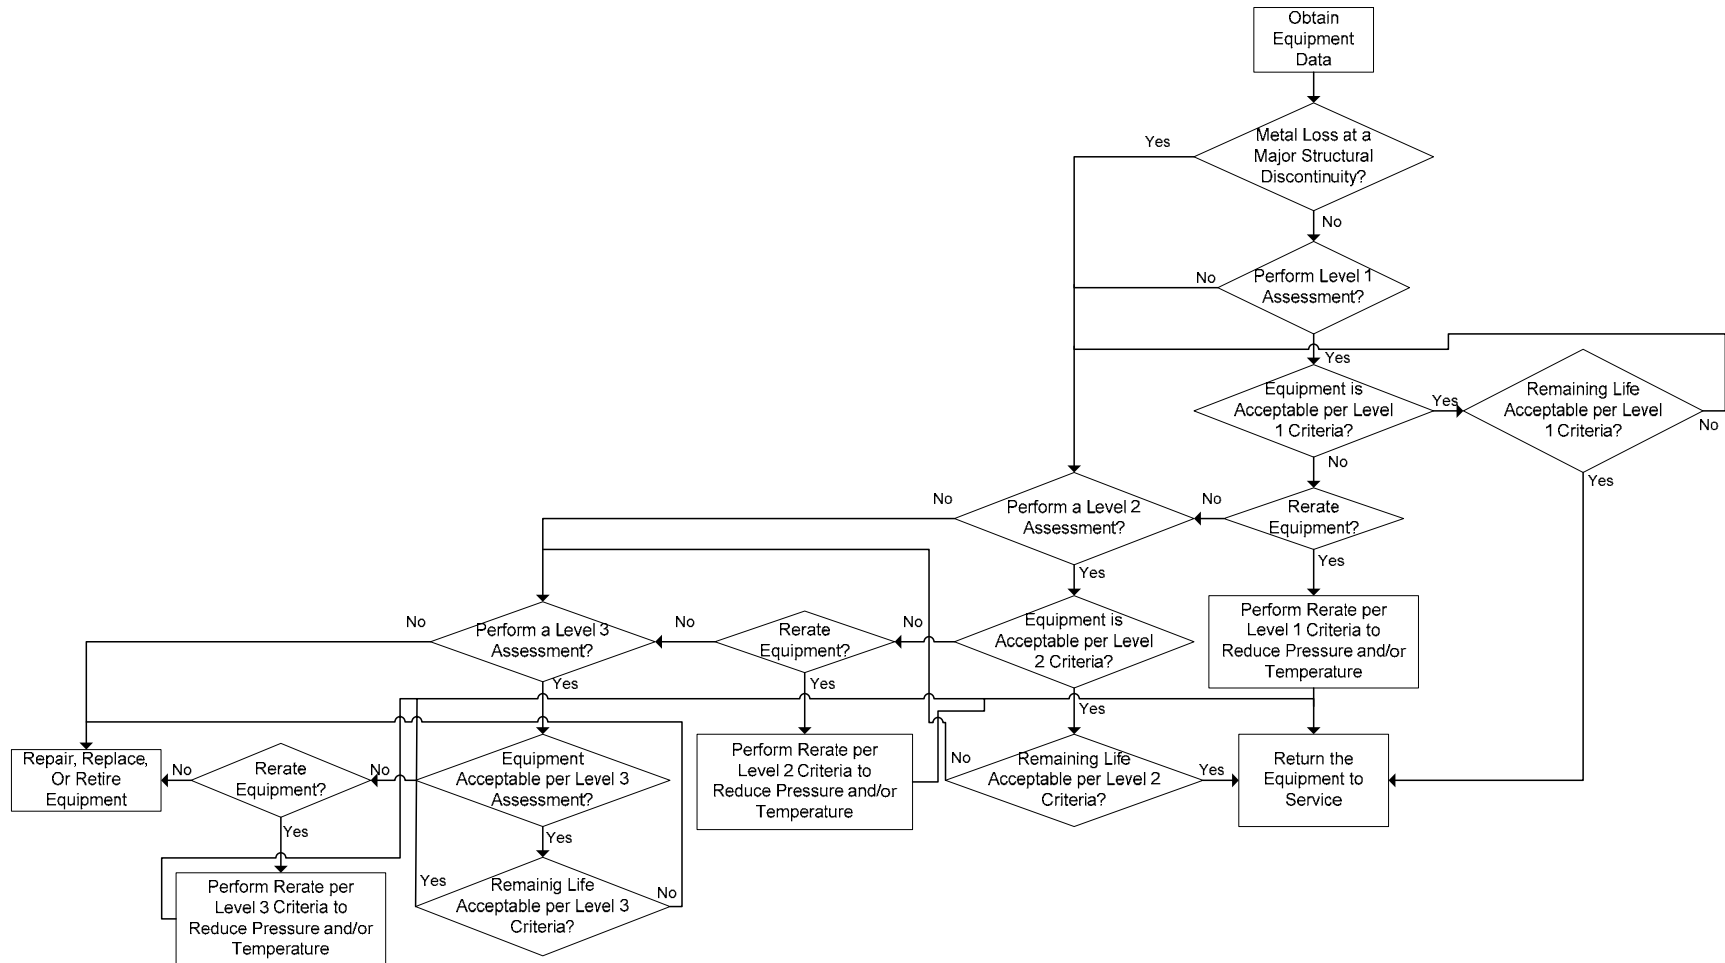 Obtain
Equipment
Data
Yes
Metal Loss at a
Major Structural
Discontinuity?
No
No
Perform Level 1
Assessment?
Yes
Equipment is
Acceptable per Level
1 Criteria?
Yes
Remaining Life
Acceptable per Level
1 Criteria?
No
No
Yes
No
Perform a Level 2
Assessment?
No
Rerate
Equipment?
Yes
Yes
No
Perform a Level 3
Assessment?
No
Rerate
Equipment?
No
Equipment is
Acceptable per Level
2 Criteria?
Perform Rerate per
Level 1 Criteria to
Reduce Pressure and/or
Temperature
Yes
Yes
Yes
Repair, Replace,
Or Retire
Equipment
No
Rerate
Equipment?
No
Equipment
Acceptable per Level 3
Assessment?
Perform Rerate per
Level 2 Criteria to
Reduce Pressure and/or
Temperature
No
Remaining Life
Acceptable per Level 2
Criteria?
Yes
Return the
Equipment to
Service
Yes
Yes
Perform Rerate per
Level 3 Criteria to
Reduce Pressure and/or
Temperature
Yes
Remainig Life
Acceptable per Level 3
Criteria?
No